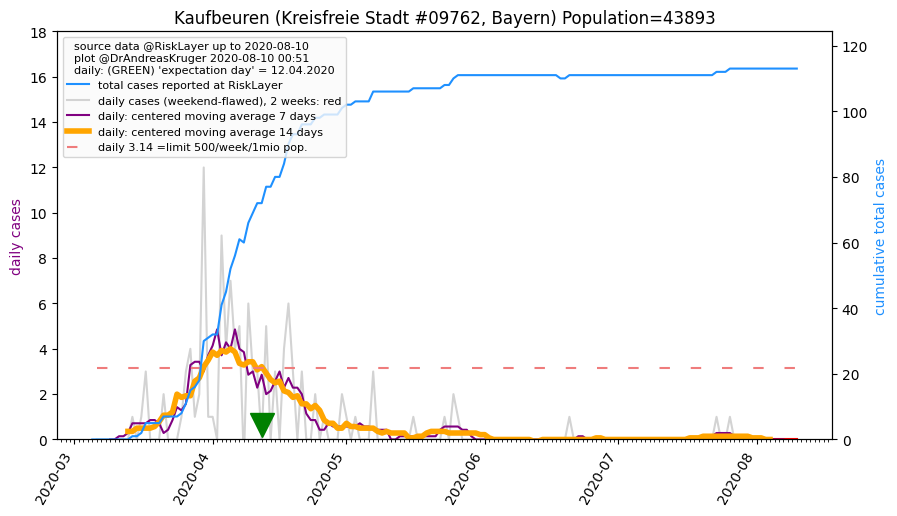 Kaufbeuren (Kreisfreie Stadt #09762, Bayern) Population=43893
source data @RiskLayer up to 2020-08-10
plot @DrAndreasKruger 2020-08-10 00:51
daily: (GREEN) 'expectation day' = 12.04.2020
total cases reported at RiskLayer
daily cases (weekend-flawed), 2 weeks: red
daily: centered moving average 7 days
daily: centered moving average 14 days
daily 3.14 =limit 500/week/1mio pop.
daily cases
18
16
14
12
10
8
6
4
2
0
120
100
80
60
40
20
0
cumulative total cases
2020-03
2020-04
2020-05
2020-06
2020-07
2020-08